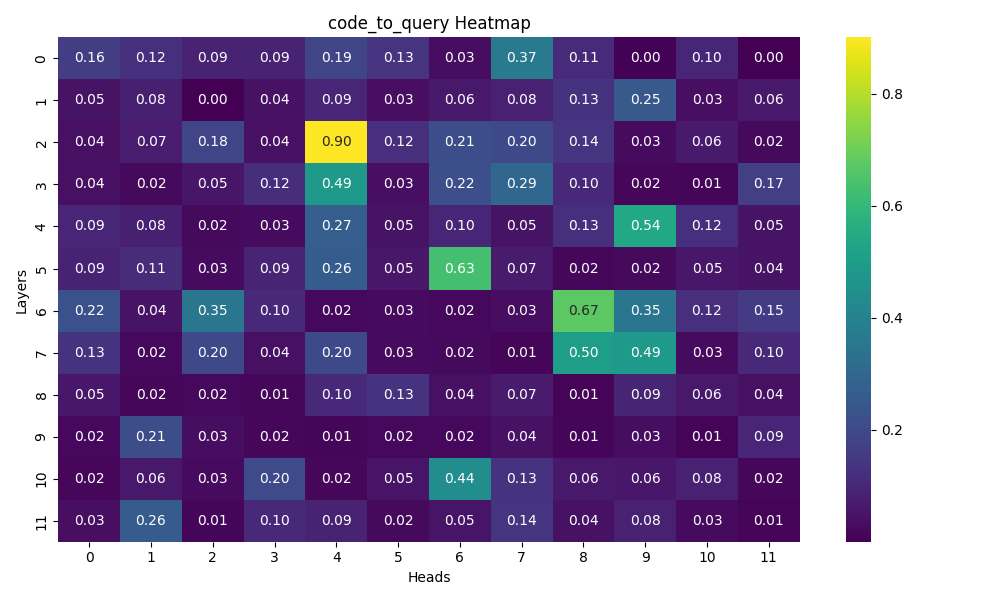 code_to_query Heatmap
0 0.16 0.12 0.09 0.09 0.19 0.13 0.03 0.37 0.11 0.00 0.10 0.00
1 0.05 0.08 0.00 0.04 0.09 0.03 0.06 0.08 0.13 0.25 0.03 0.06
2 0.04 0.07 0.18 0.04 0.90 0.12 0.21 0.20 0.14 0.03 0.06 0.02
3 0.04 0.02 0.05 0.12 0.49 0.03 0.22 0.29 0.10 0.02 0.01 0.17
4 0.09 0.08 0.02 0.03 0.27 0.05 0.10 0.05 0.13 0.54 0.12 0.05
5 0.09 0.11 0.03 0.09 0.26 0.05 0.63 0.07 0.02 0.02 0.05 0.04
6 0.22 0.04 0.35 0.10 0.02 0.03 0.02 0.03 0.67 0.35 0.12 0.15
7 0.13 0.02 0.20 0.04 0.20 0.03 0.02 0.01 0.50 0.49 0.03 0.10
8 0.05 0.02 0.02 0.01 0.10 0.13 0.04 0.07 0.01 0.09 0.06 0.04
9 0.02 0.21 0.03 0.02 0.01 0.02 0.02 0.04 0.01 0.03 0.01 0.09
10 0.02 0.06 0.03 0.20 0.02 0.05 0.44 0.13 0.06 0.06 0.08 0.02
11 0.03 0.26 0.01 0.10 0.09 0.02 0.05 0.14 0.04 0.08 0.03 0.01
0 1 2 3 4 5 6 7 8 9 10 11
Heads
Layers
0.8
0.6
0.4
0.2